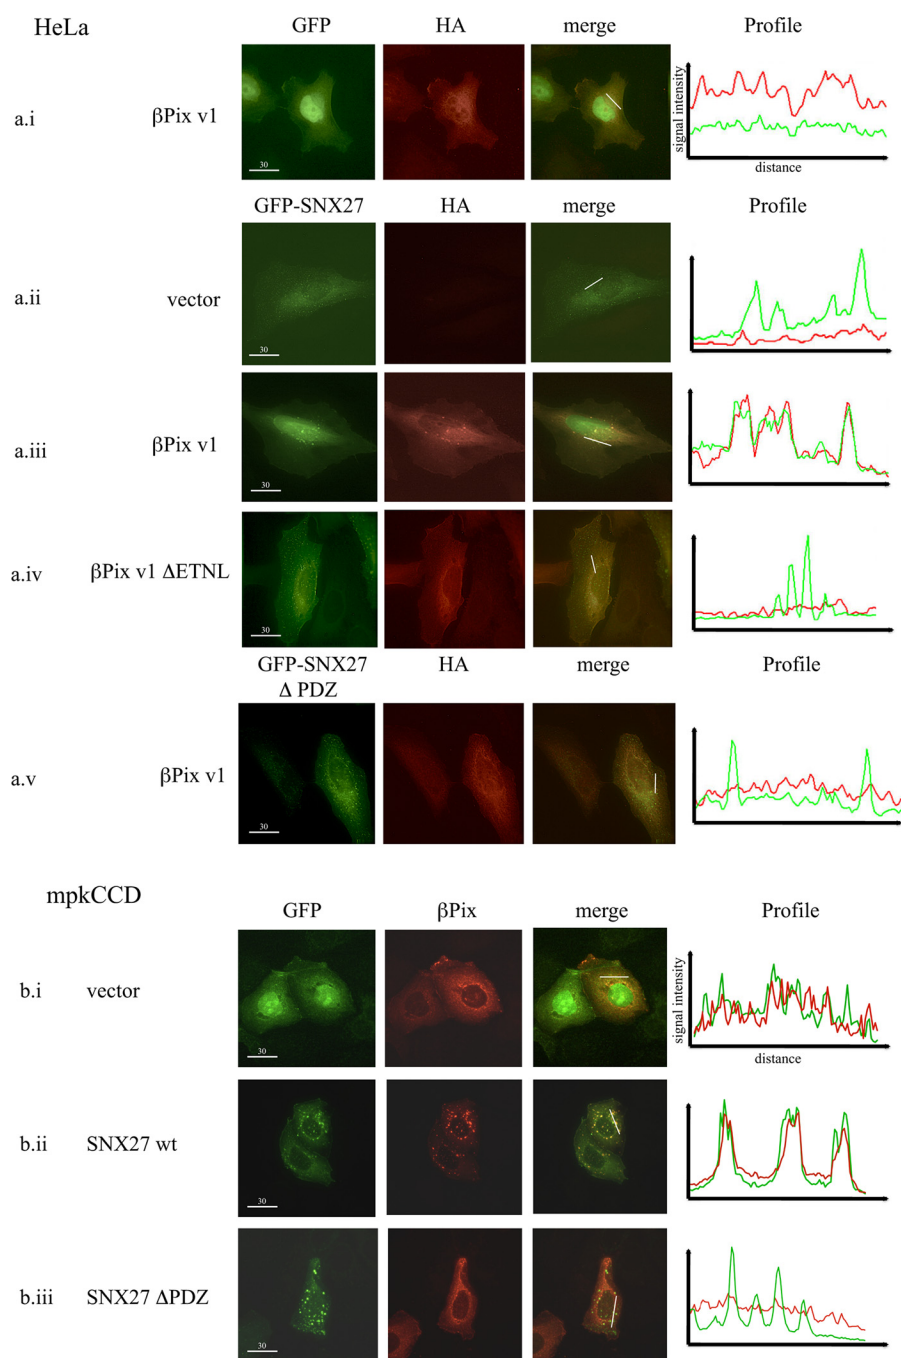 HeLa
GFP HA merge Profile
a.i βPix v1
30
signal intensity
distance
GFP-SNX27 HA merge Profile
a.ii vector
30
a.iii βPix v1
30
a.iv βPix v1 ΔETNL
30
GFP-SNX27 HA merge Profile
Δ PDZ
a.v βPix v1
30
mpkCCD
GFP βPix merge Profile
b.i vector
30
signal intensity
distance
b.ii SNX27 wt
30
b.iii SNX27 ΔPDZ
30